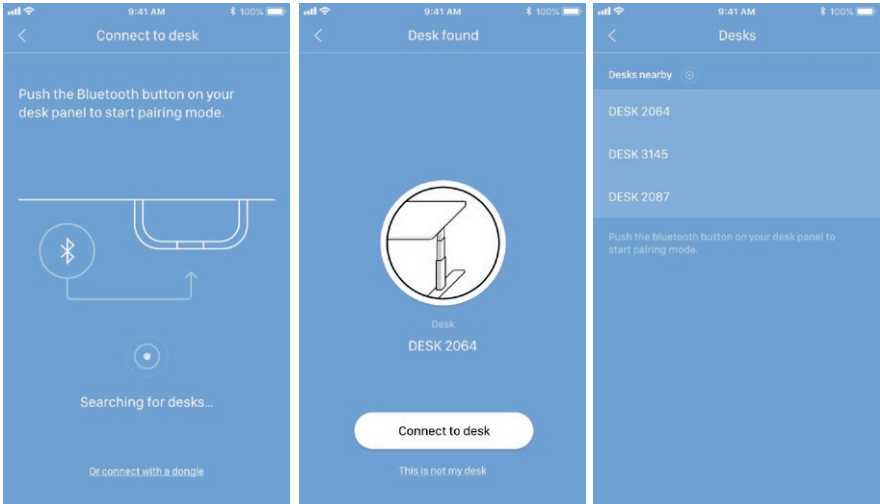 9:41 AM
100%
Connect to desk
Push the Bluetooth button on your
desk panel to start pairing mode.
Searching for desks...
Or connect with a dongle
9:41 AM
100%
Desk found
Desk
DESK 2064
Connect to desk
This is not my desk
9:41 AM
100%
Desks
Desks nearby
DESK 2064
DESK 3145
DESK 2087
Push the bluetooth button on your desk panel to
start pairing mode.